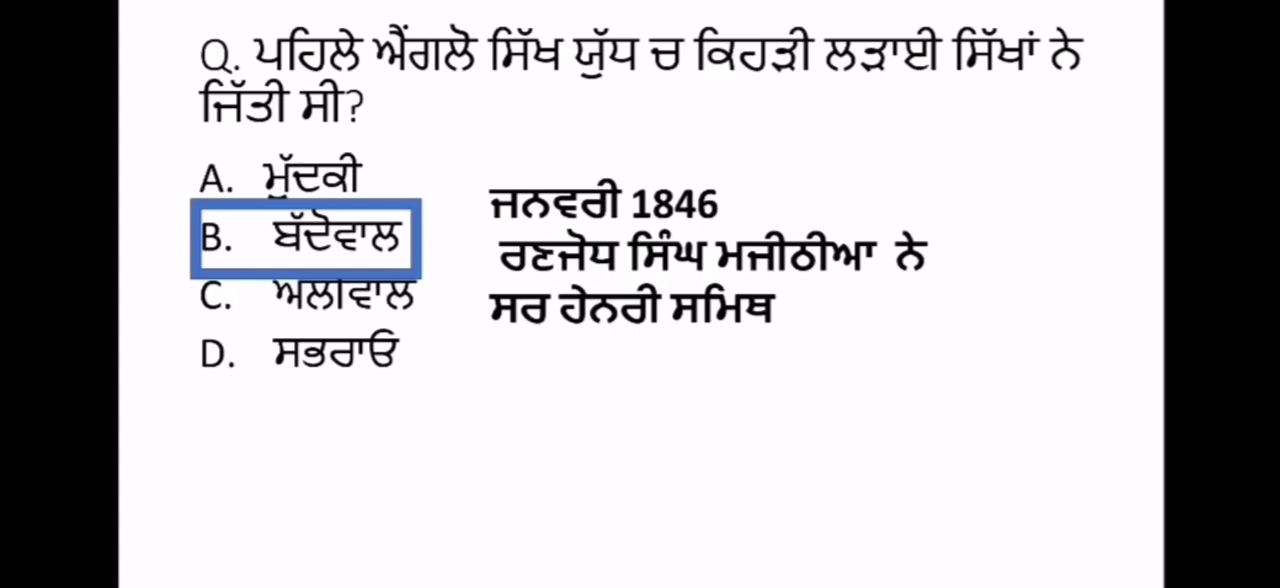 Q. ਪਹਿਲੇ ਐਂਗਲੋ ਸਿੱਖ ਯੁੱਧ ਚ ਕਿਹੜੀ ਲੜਾਈ ਸਿੱਖਾਂ ਨੇ
ਜਿੱਤੀ ਸੀ?
A. ਮੁੱਦਕੀ
B. ਬੱਦੋਵਾਲ
C. ਅਲੀਵਾਲ
D. ਸਭਰਾਓ
ਜਨਵਰੀ 1846
ਰਣਜੋਧ ਸਿੰਘ ਮਜੀਠੀਆ ਨੇ
ਸਰ ਹੇਨਰੀ ਸਮਿਥ